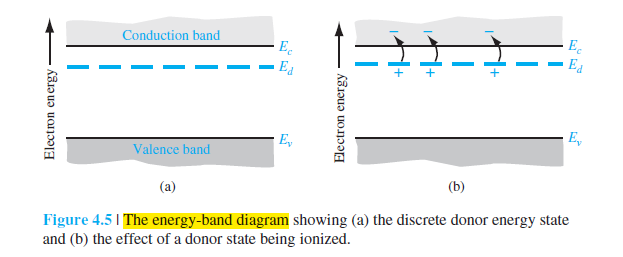 Electron energy
Conduction band
E_c
E_d
E_v
Valence band
(a)
Electron energy
− − −
E_c
E_d
+ + +
E_v
(b)
Figure 4.5 | The energy-band diagram showing (a) the discrete donor energy state
and (b) the effect of a donor state being ionized.